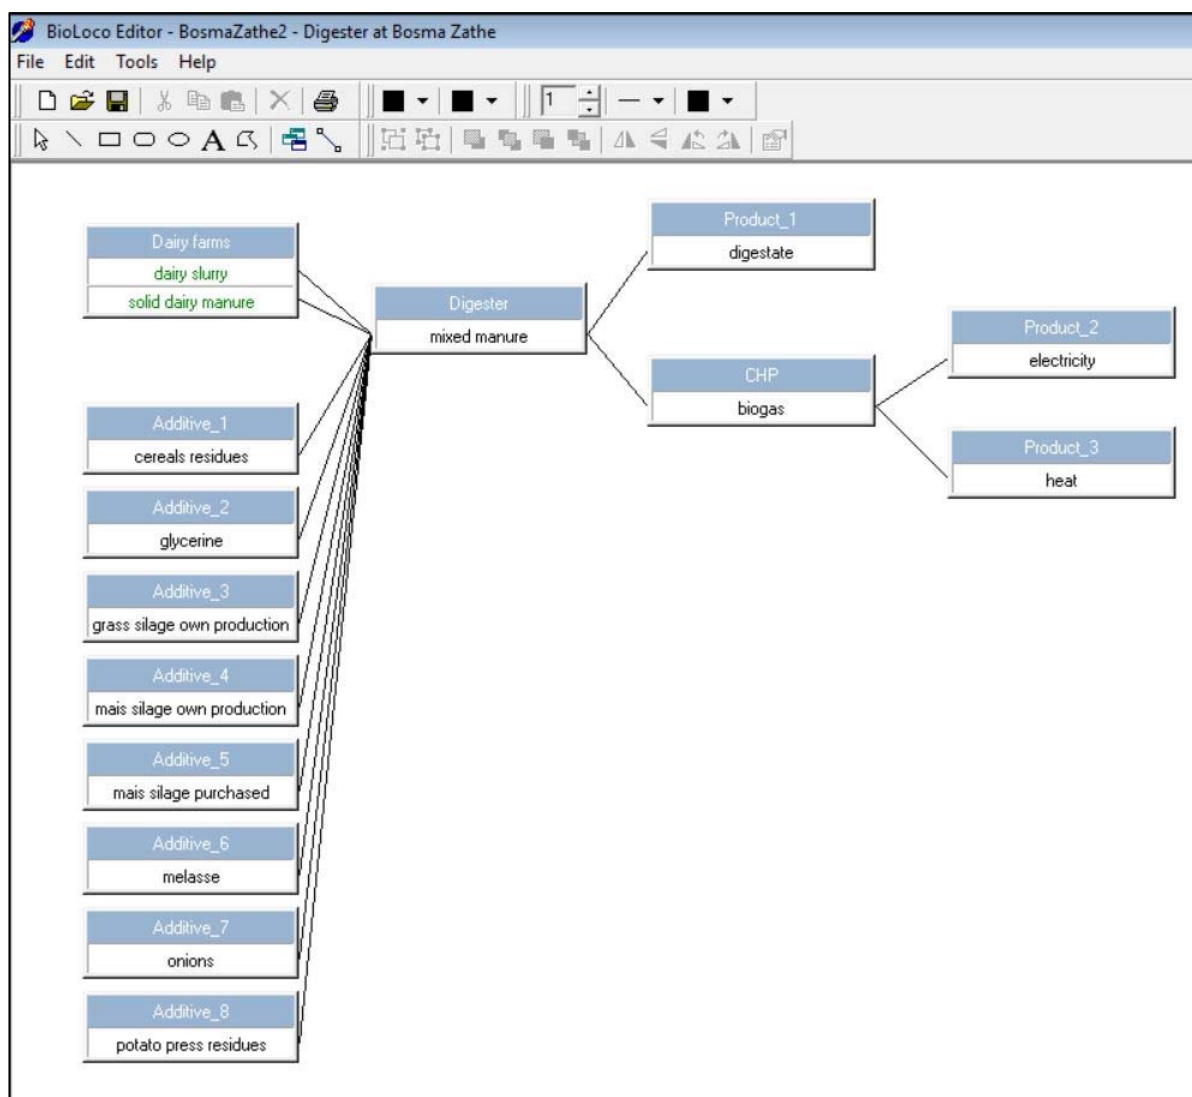 BioLoco Editor - BosmaZathe2 - Digester at Bosma Zathe
File Edit Tools Help
1
A
Dairy farms
dairy slurry
solid dairy manure
Additive_1
cereals residues
Additive_2
glycerine
Additive_3
grass silage own production
Additive_4
mais silage own production
Additive_5
mais silage purchased
Additive_6
melasse
Additive_7
onions
Additive_8
potato press residues
Digester
mixed manure
Product_1
digestate
CHP
biogas
Product_2
electricity
Product_3
heat